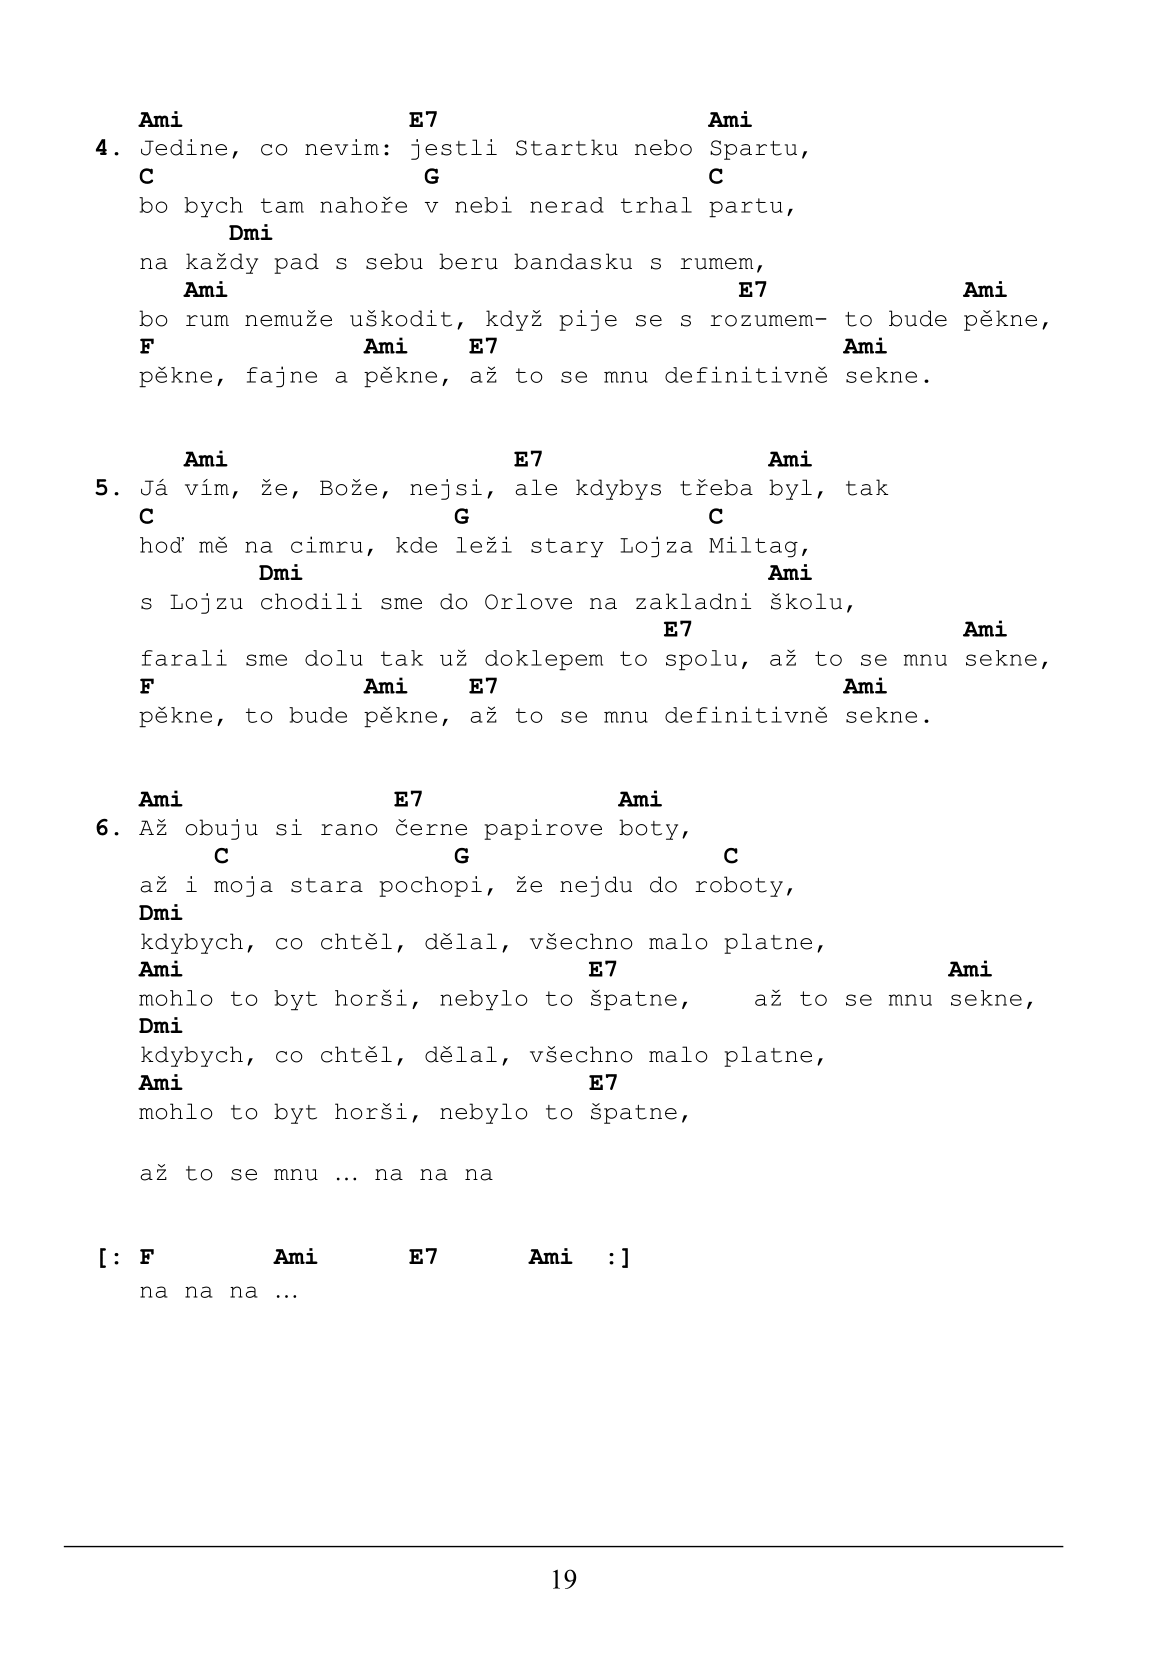 Ami E7 Ami
4. Jedine, co nevim: jestli Startku nebo Spartu,
C G C
bo bych tam nahoře v nebi nerad trhal partu,
Dmi
na každy pad s sebu beru bandasku s rumem,
Ami E7 Ami
bo rum nemuže uškodit, když pije se s rozumem- to bude pěkne,
F Ami E7 Ami
pěkne, fajne a pěkne, až to se mnu definitivně sekne.
Ami E7 Ami
5. Já vím, že, Bože, nejsi, ale kdybys třeba byl, tak
C G C
hoď mě na cimru, kde leži stary Lojza Miltag,
Dmi Ami
s Lojzu chodili sme do Orlove na zakladni školu,
E7 Ami
farali sme dolu tak už doklepem to spolu, až to se mnu sekne,
F Ami E7 Ami
pěkne, to bude pěkne, až to se mnu definitivně sekne.
Ami E7 Ami
6. Až obuju si rano černe papirove boty,
C G C
až i moja stara pochopi, že nejdu do roboty,
Dmi
kdybych, co chtěl, dělal, všechno malo platne,
Ami E7 Ami
mohlo to byt horši, nebylo to špatne, až to se mnu sekne,
Dmi
kdybych, co chtěl, dělal, všechno malo platne,
Ami E7
mohlo to byt horši, nebylo to špatne,
až to se mnu … na na na
[: F Ami E7 Ami :]
na na na …
19